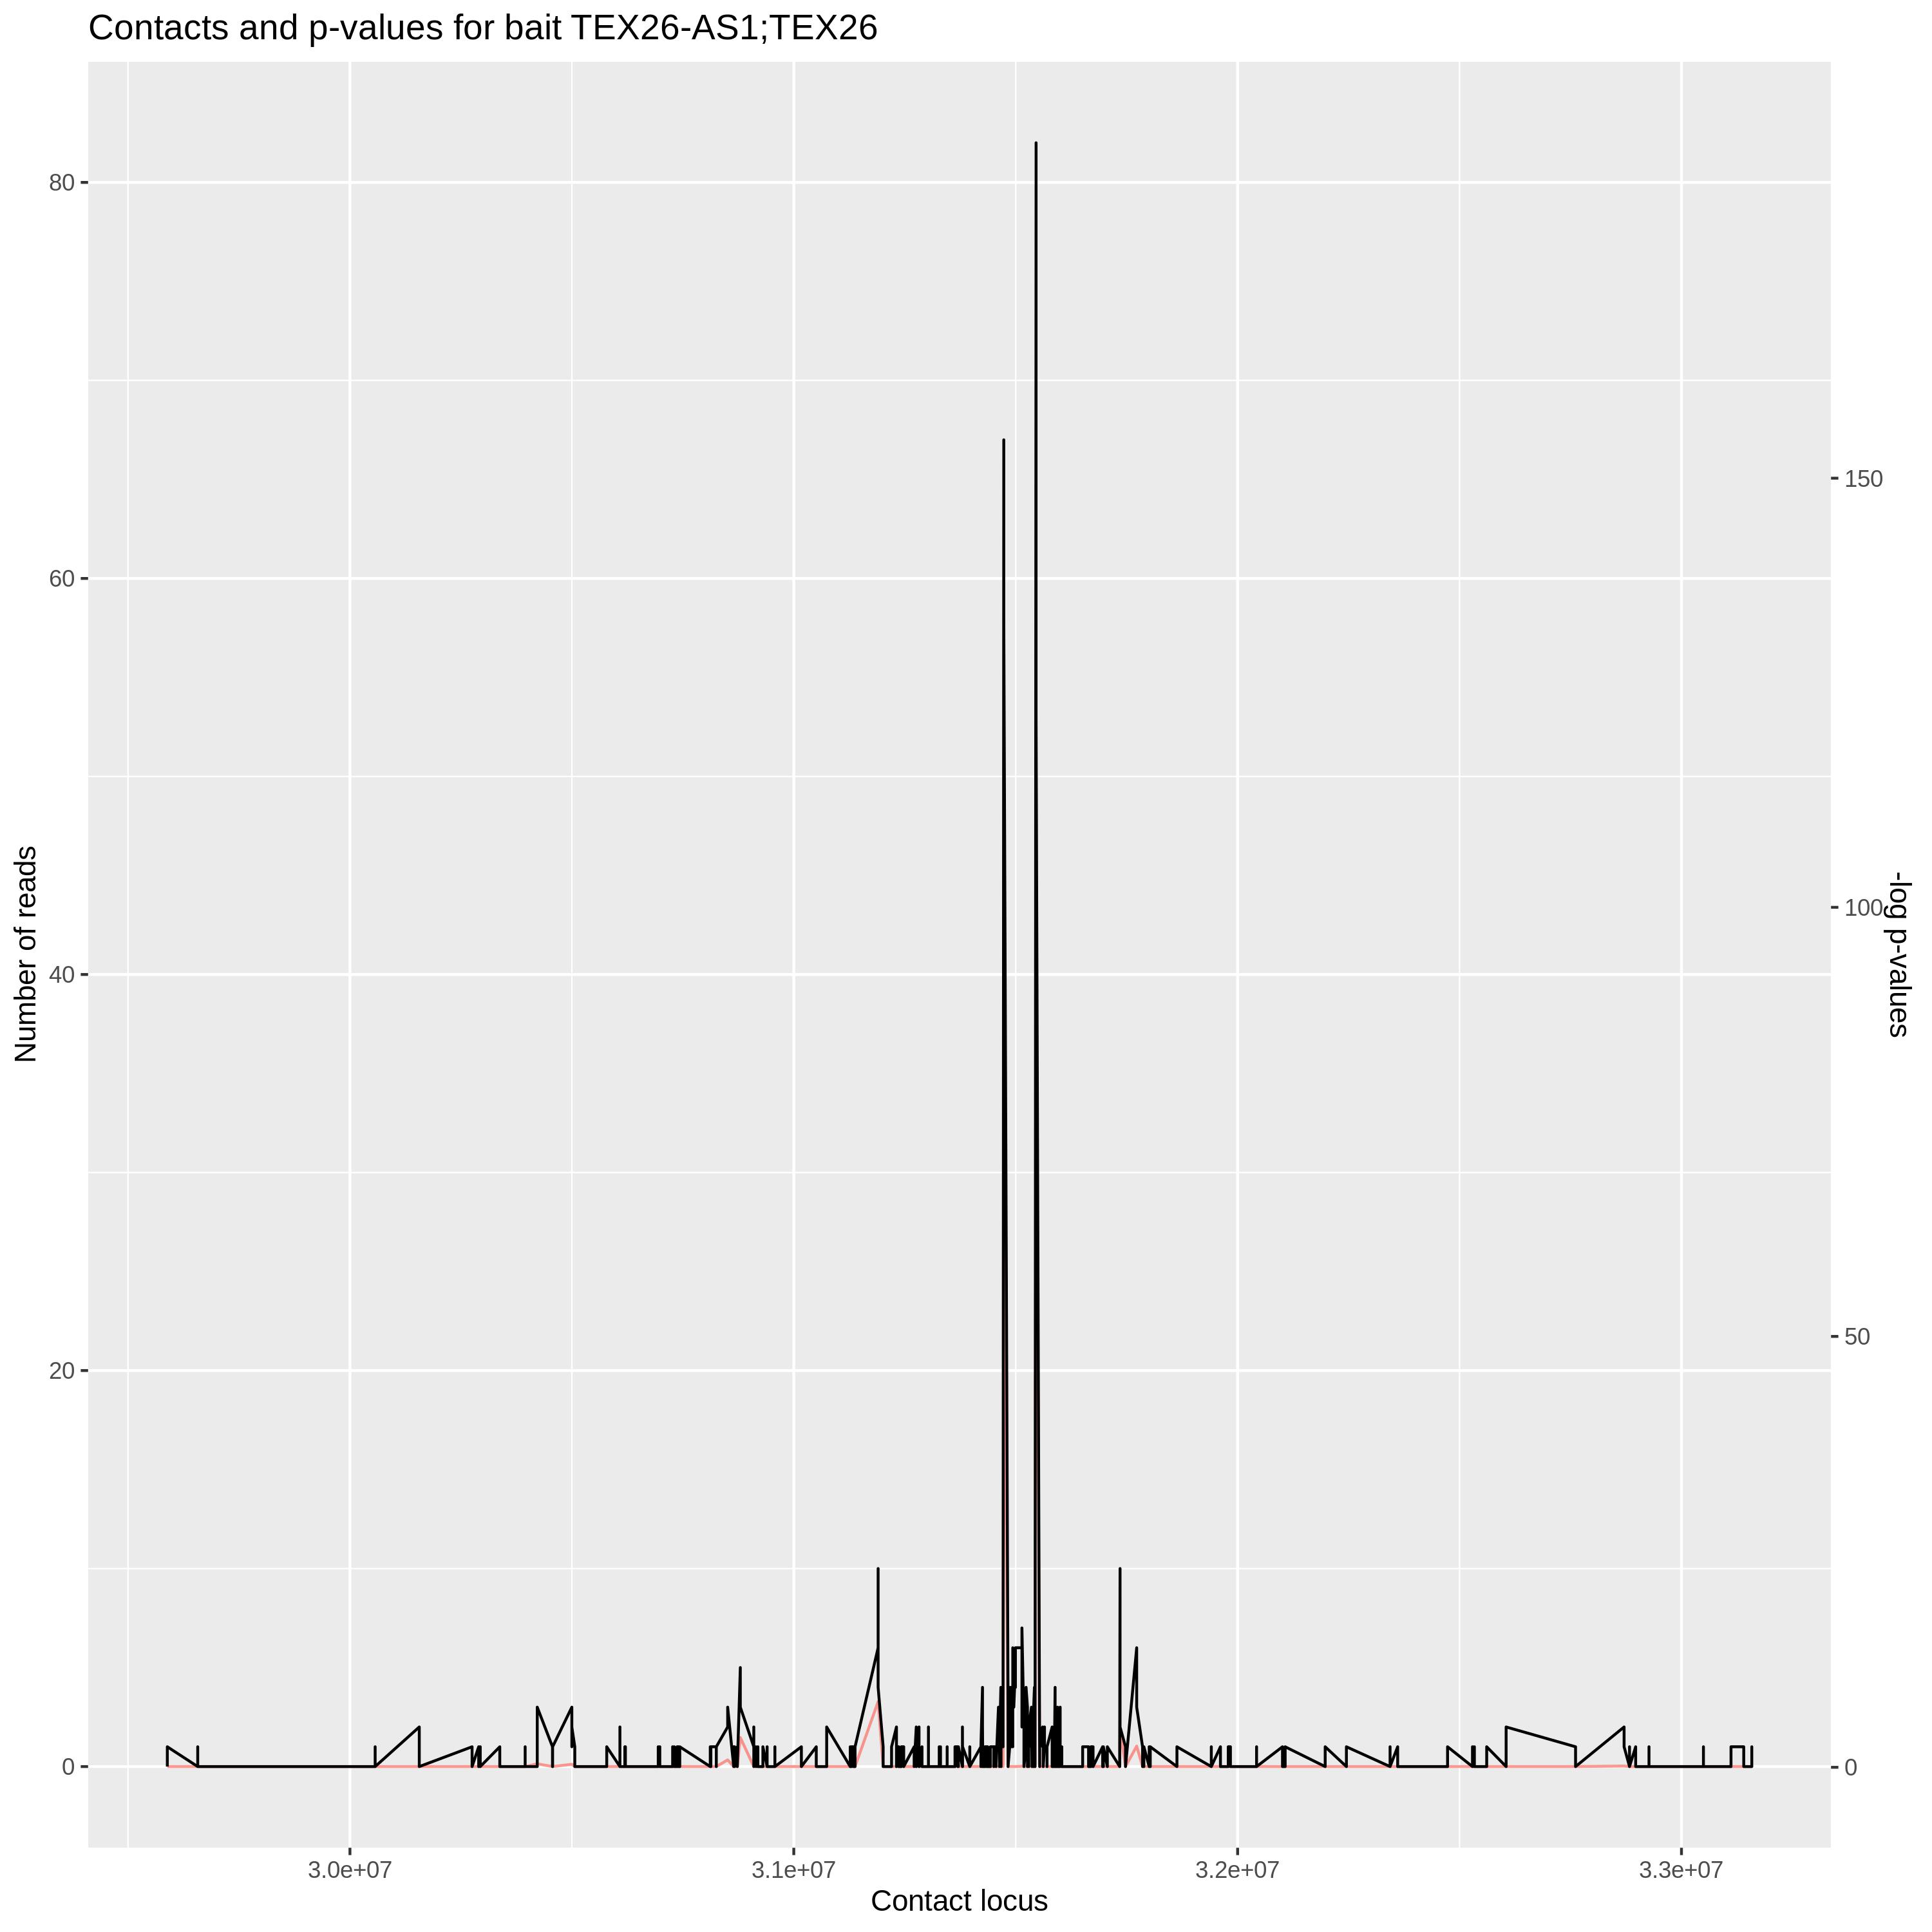 Contacts and p-values for bait TEX26-AS1;TEX26
80
60
40
20
0
Number of reads
150
100
50
0
-log p-values
3.0e+07
3.1e+07
3.2e+07
3.3e+07
Contact locus